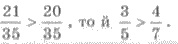 21/35 > 20/35, то й 3/5 > 4/7.